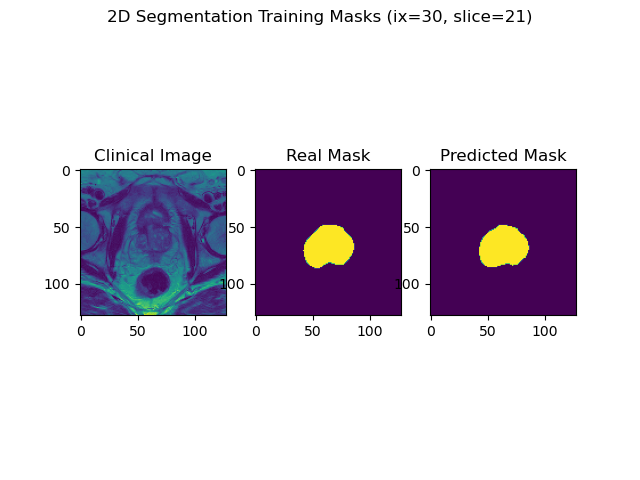 2D Segmentation Training Masks (ix=30, slice=21)
Clinical Image Real Mask Predicted Mask
0 0 0
50 50 50
100 100 100
0 50 100 0 50 100 0 50 100